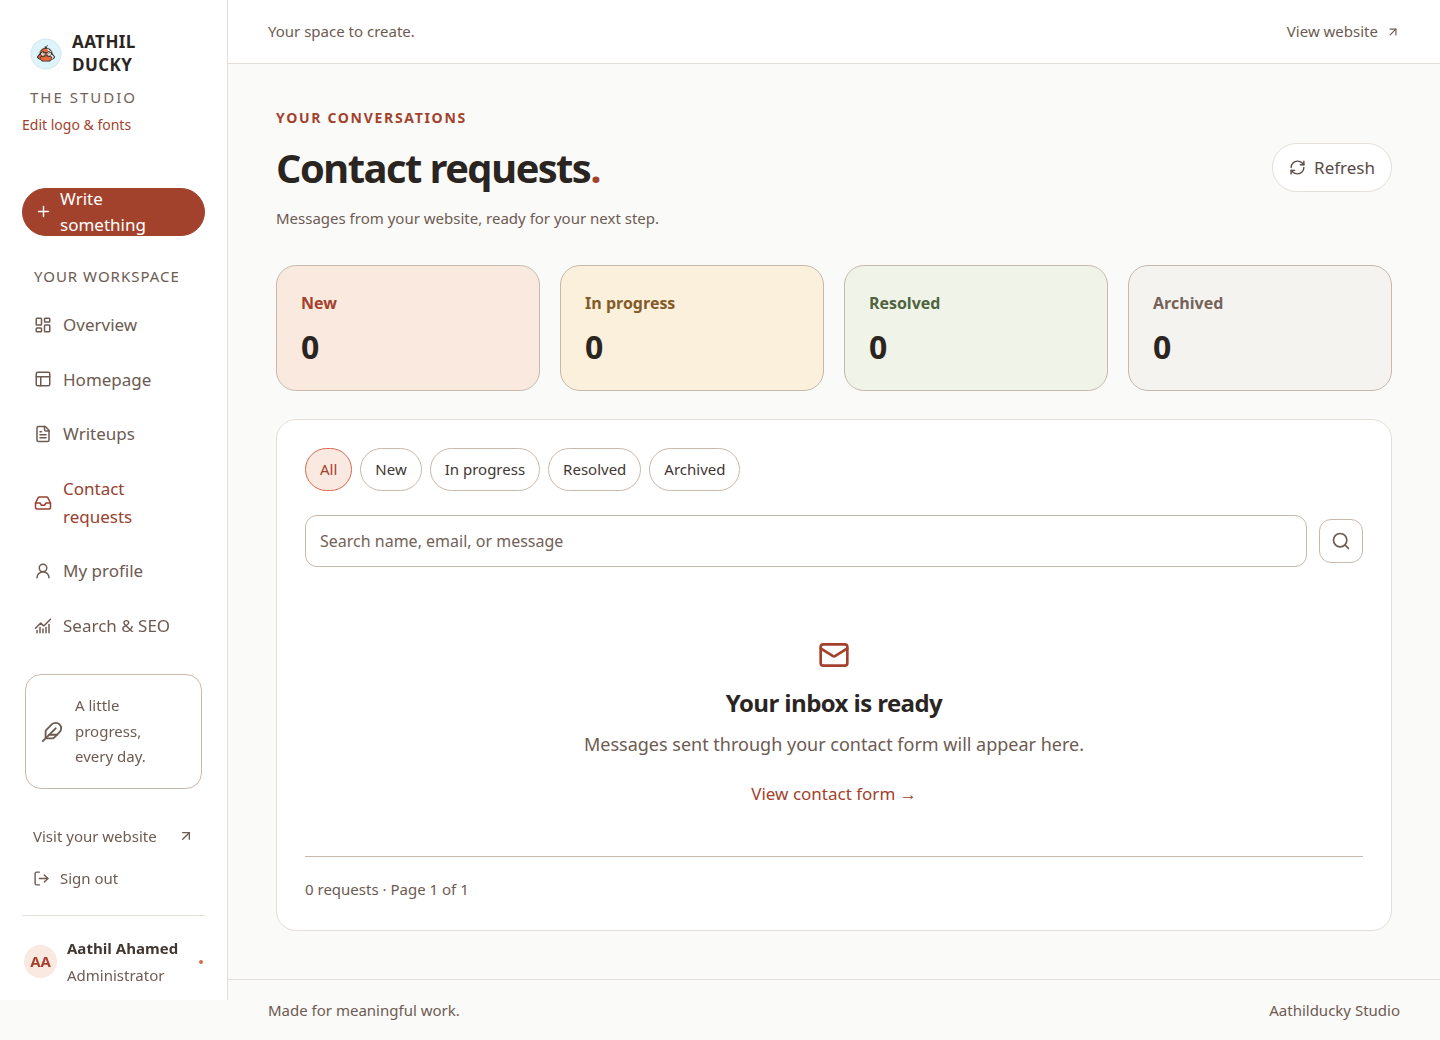 AATHIL
DUCKY
THE STUDIO
Edit logo & fonts
Write
something
YOUR WORKSPACE
Overview
Homepage
Writeups
Contact
requests
My profile
Search & SEO
A little
progress,
every day.
Visit your website
Sign out
AA
Aathil Ahamed
Administrator
Your space to create.
View website
YOUR CONVERSATIONS
Contact requests.
Refresh
Messages from your website, ready for your next step.
New
In progress
Resolved
Archived
0
0
0
0
All
New
In progress
Resolved
Archived
Search name, email, or message
Your inbox is ready
Messages sent through your contact form will appear here.
View contact form →
0 requests · Page 1 of 1
Made for meaningful work.
Aathilducky Studio